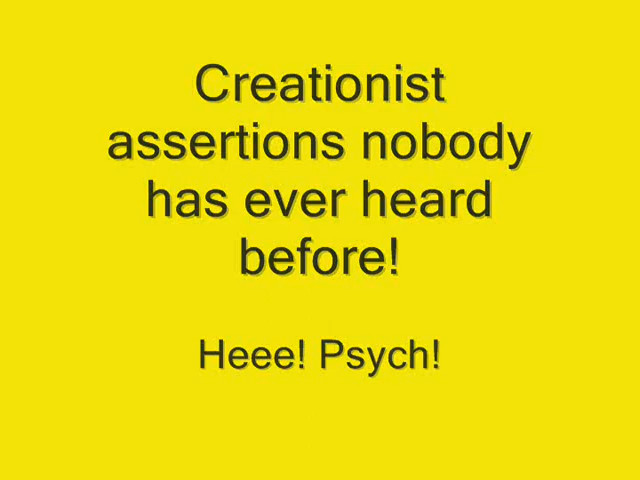 Creationist
assertions nobody
has ever heard
before!
Heee! Psych!